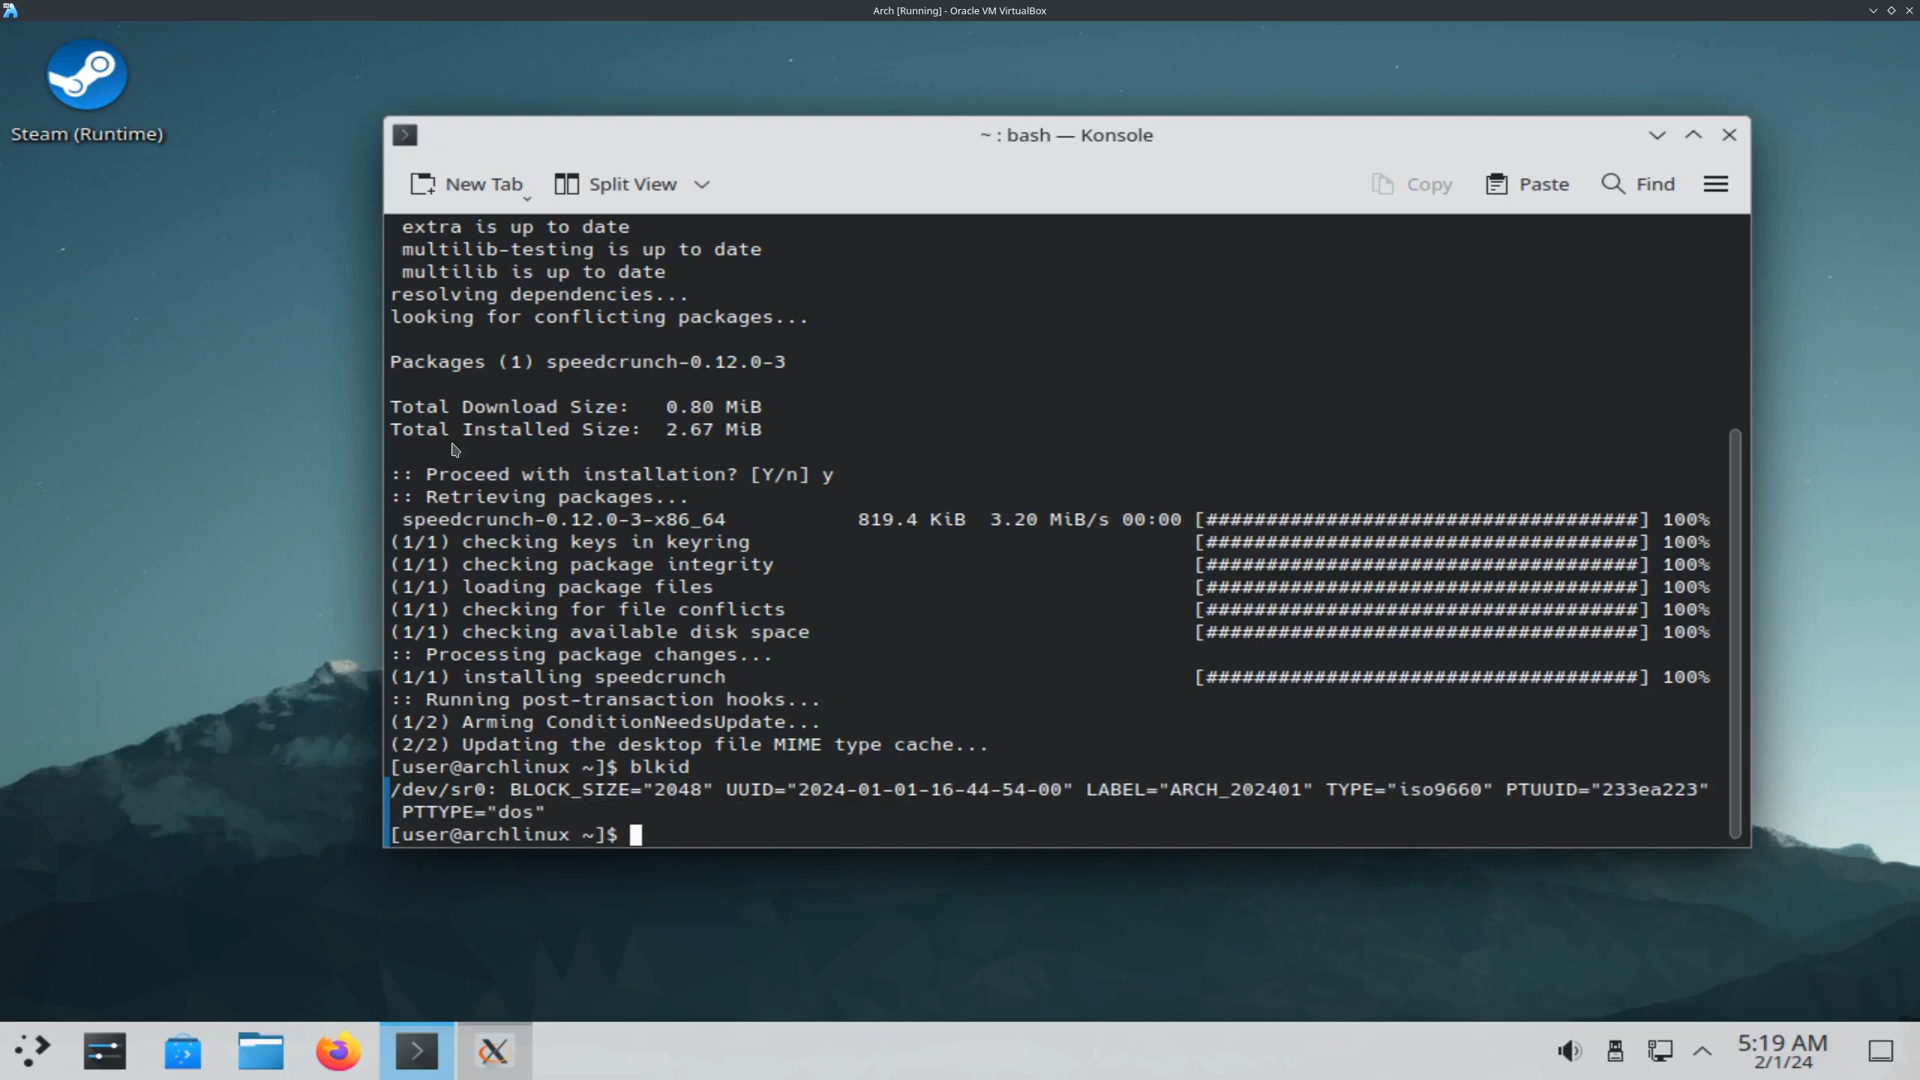 Arch [Running] - Oracle VM VirtualBox
Steam (Runtime)
~ : bash — Konsole
New Tab Split View Copy Paste Find
extra is up to date
multilib-testing is up to date
multilib is up to date
resolving dependencies...
looking for conflicting packages...
Packages (1) speedcrunch-0.12.0-3
Total Download Size: 0.80 MiB
Total Installed Size: 2.67 MiB
:: Proceed with installation? [Y/n] y
:: Retrieving packages...
speedcrunch-0.12.0-3-x86_64 819.4 KiB 3.20 MiB/s 00:00 [####################################] 100%
(1/1) checking keys in keyring [####################################] 100%
(1/1) checking package integrity [####################################] 100%
(1/1) loading package files [####################################] 100%
(1/1) checking for file conflicts [####################################] 100%
(1/1) checking available disk space [####################################] 100%
:: Processing package changes...
(1/1) installing speedcrunch [####################################] 100%
:: Running post-transaction hooks...
(1/2) Arming ConditionNeedsUpdate...
(2/2) Updating the desktop file MIME type cache...
[user@archlinux ~]$ blkid
/dev/sr0: BLOCK_SIZE="2048" UUID="2024-01-01-16-44-54-00" LABEL="ARCH_202401" TYPE="iso9660" PTUUID="233ea223"
PTTYPE="dos"
[user@archlinux ~]$
5:19 AM
2/1/24